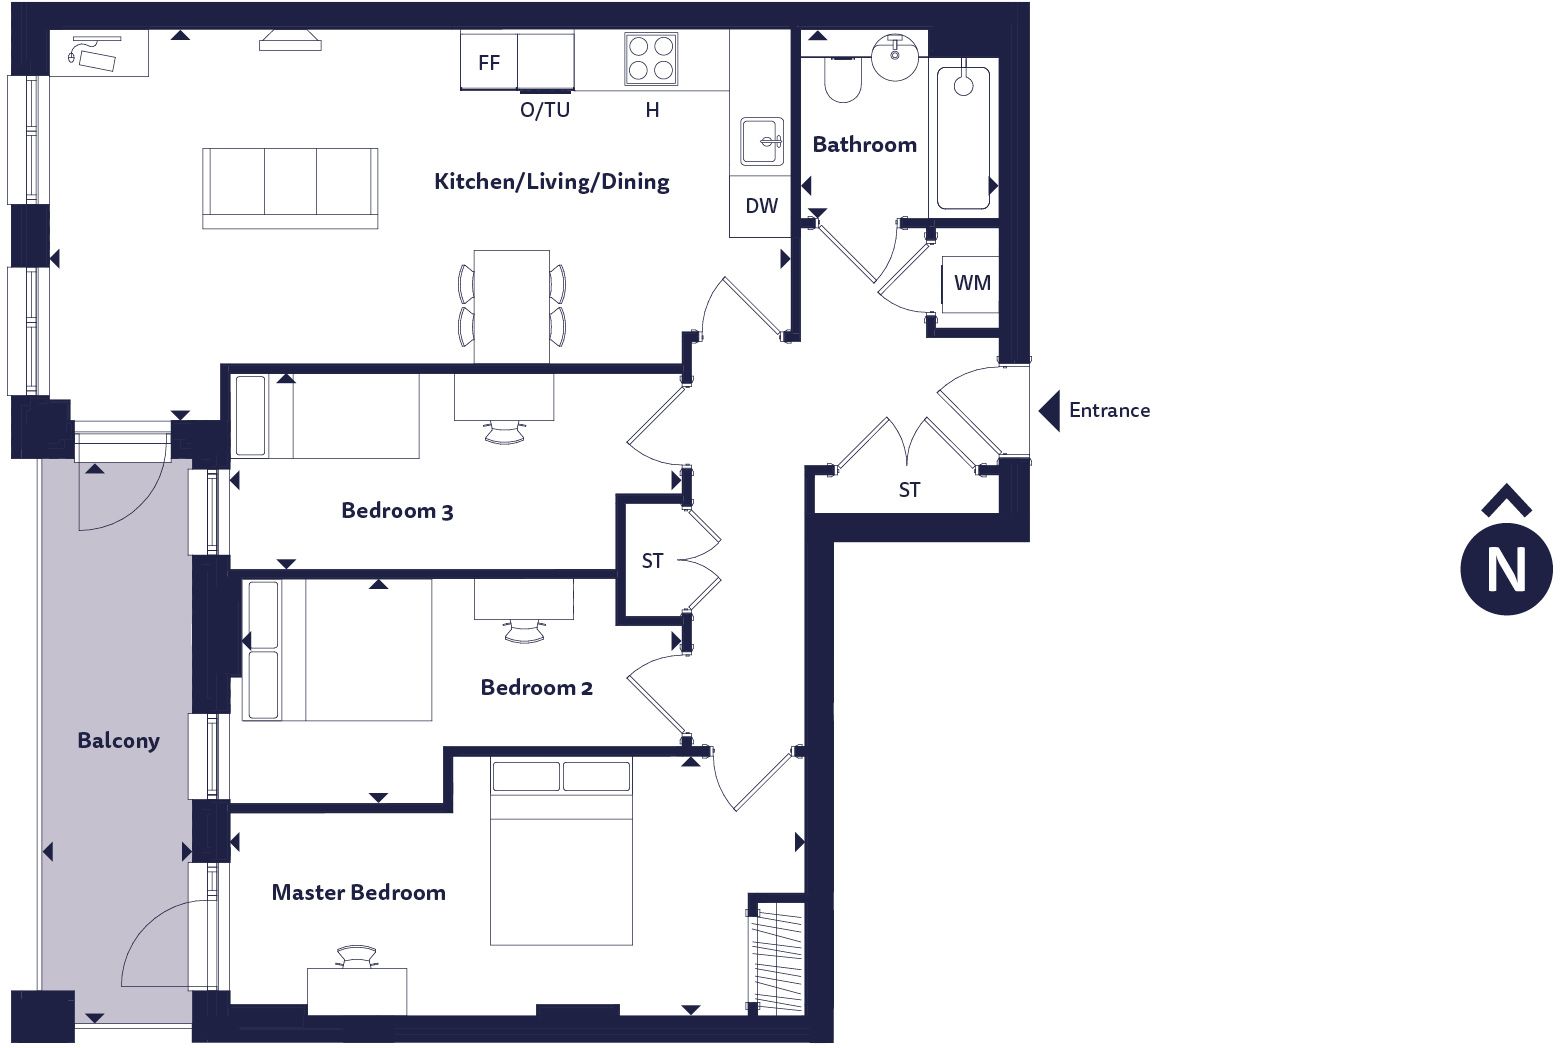 FF
O/TU
H
Bathroom
Kitchen/Living/Dining
DW
WM
Entrance
ST
Bedroom 3
ST
N
Bedroom 2
Balcony
Master Bedroom